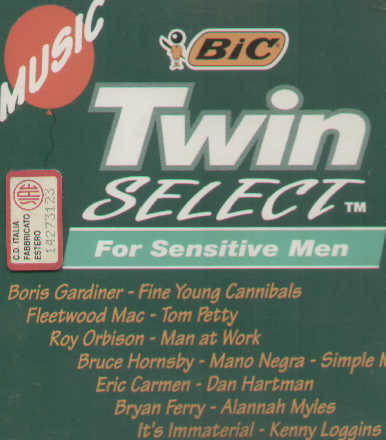 MUSIC
BiC
Twin
SELECT ™
For Sensitive Men
C.D. ITALIA
FABBRICATO
ESTERO
14273123
SIAE
Boris Gardiner - Fine Young Cannibals
Fleetwood Mac - Tom Petty
Roy Orbison - Man at Work
Bruce Hornsby - Mano Negra - Simple M
Eric Carmen - Dan Hartman
Bryan Ferry - Alannah Myles
It's Immaterial - Kenny Loggins